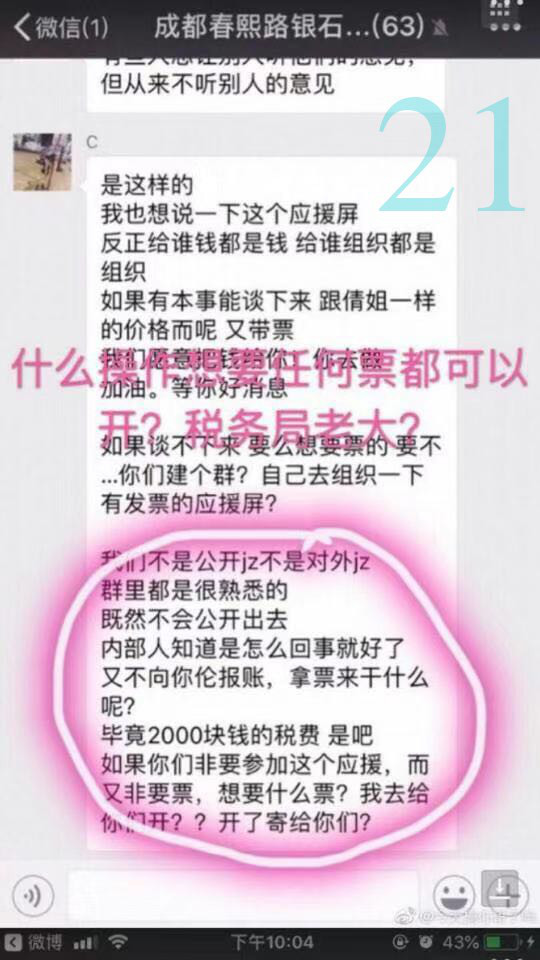 微信(1)
成都春熙路银石...(63)
但从来不听别人的意见
21
C
是这样的
我也想说一下这个应援屏
反正给谁钱都是钱 给谁组织都是
组织
如果有本事能谈下来 跟倩姐一样
的价格而呢 又带票
什么操作想要任何票都可以
加油。等你好消息
开？税务局老大？
如果谈不下来 要么想要票的 要不
...你们建个群？自己去组织一下
有发票的应援屏？
我们不是公开jz不是对外jz
群里都是很熟悉的
既然不会公开出去
内部人知道是怎么回事就好了
又不向你伦报账，拿票来干什么
呢？
毕竟2000块钱的税费 是吧
如果你们非要参加这个应援，而
又非要票，想要什么票？我去给
你们开？？开了寄给你们？
微博
下午10:04
43%